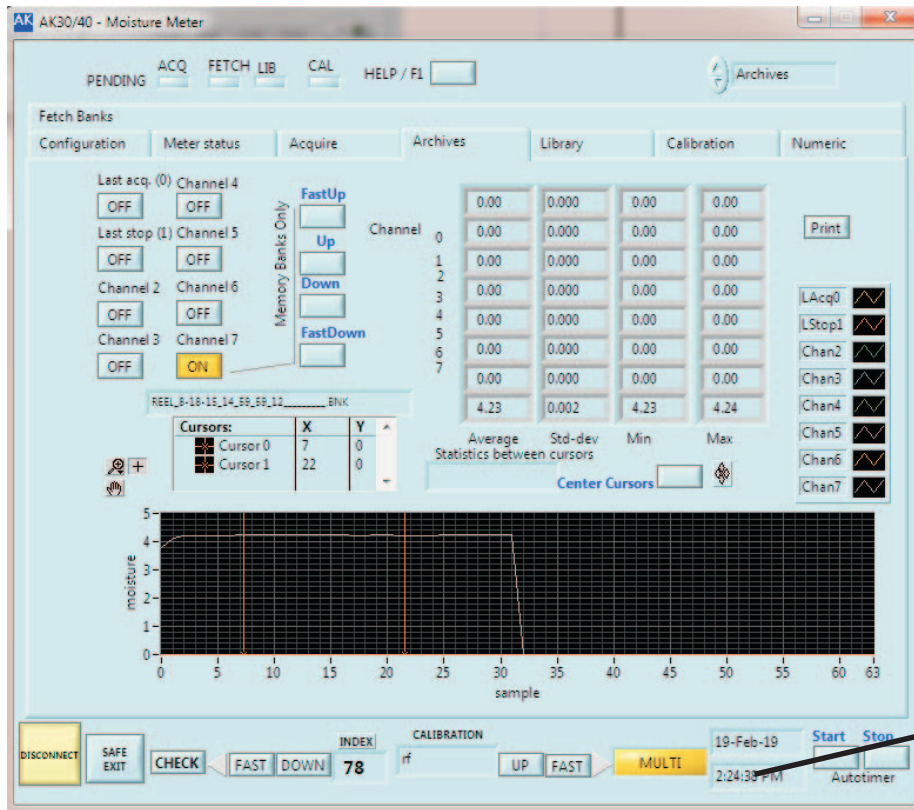 AK AK30/40 - Moisture Meter
PENDING ACQ FETCH LIB CAL HELP / F1 Archives
Fetch Banks
Configuration Meter status Acquire Archives Library Calibration Numeric
Last acq. (0) Channel 4
OFF OFF
Last stop (1) Channel 5
OFF OFF
Channel 2 Channel 6
OFF OFF
Channel 3 Channel 7
OFF ON
Memory Banks Only
FastUp
Up
Down
FastDown
Channel
0
1
2
3
4
5
6
7
0.00 0.000 0.00 0.00
0.00 0.000 0.00 0.00
0.00 0.000 0.00 0.00
0.00 0.000 0.00 0.00
0.00 0.000 0.00 0.00
0.00 0.000 0.00 0.00
0.00 0.000 0.00 0.00
4.23 0.002 4.23 4.24
Average Std-dev Min Max
Statistics between cursors
Center Cursors
Print
LAcq0
LStop1
Chan2
Chan3
Chan4
Chan5
Chan6
Chan7
REEL_8-18-15_14_59_59_12________BNK
Cursors: X Y
Cursor 0 7 0
Cursor 1 22 0
moisture
5
4
3
2
1
0
0 5 10 15 20 25 30 35 40 45 50 55 60 63
sample
DISCONNECT
SAFE EXIT
CHECK
FAST DOWN
INDEX
78
CALIBRATION
rf
UP FAST
MULTI
19-Feb-19
2:24:38 PM
Start Stop
Autotimer